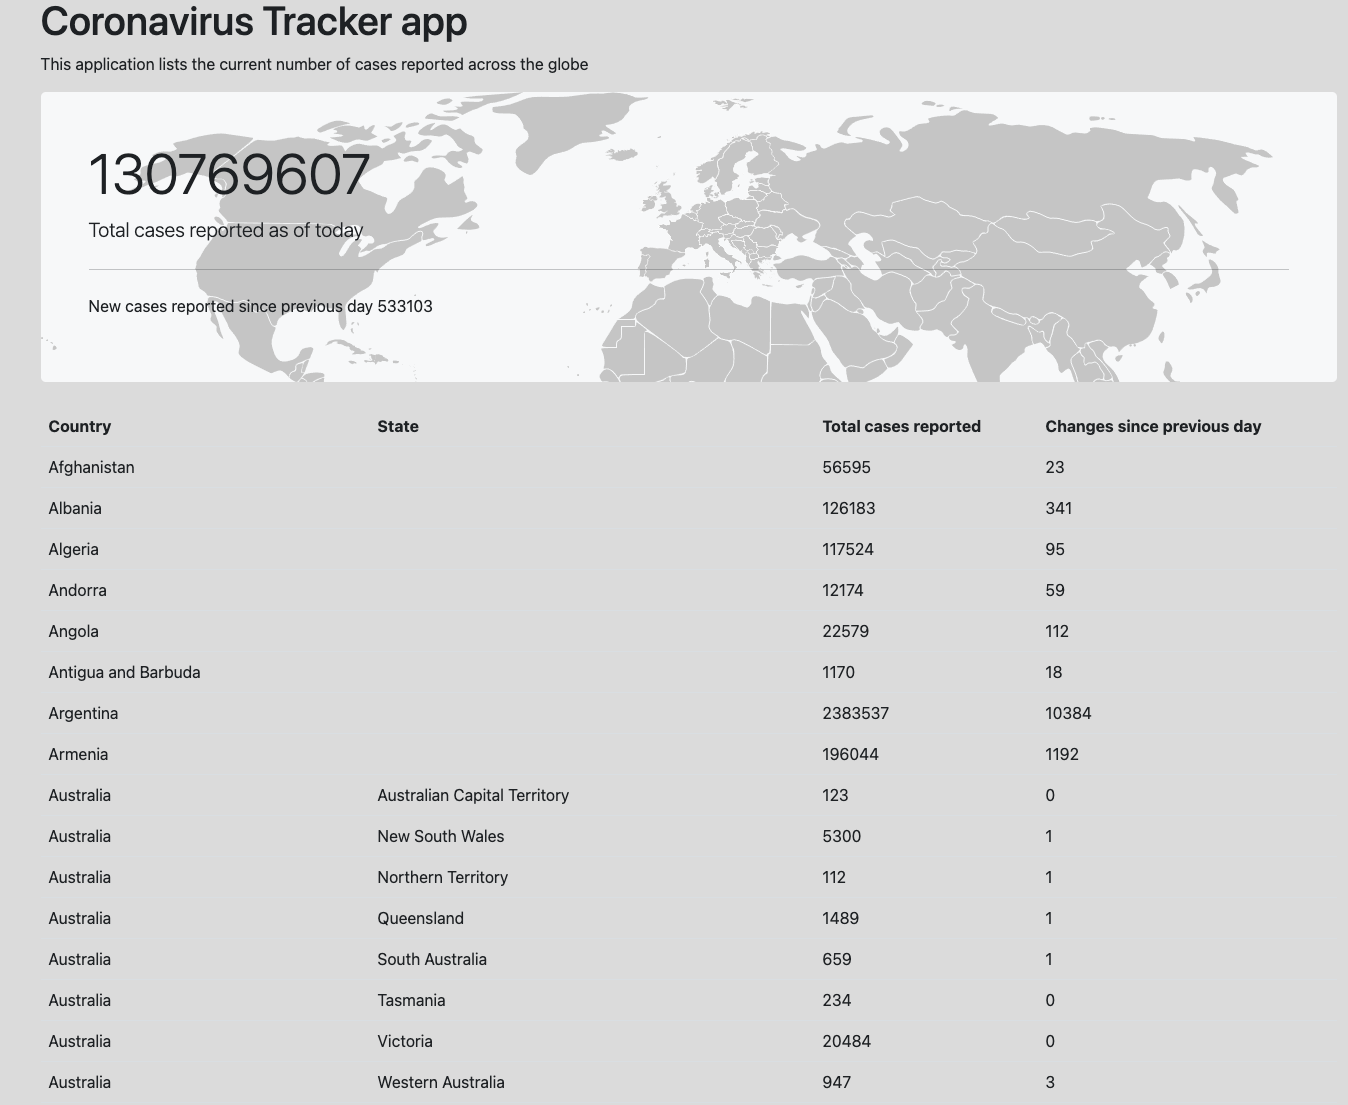 Coronavirus Tracker app
This application lists the current number of cases reported across the globe
130769607
Total cases reported as of today
New cases reported since previous day 533103
Country State Total cases reported Changes since previous day
Afghanistan 56595 23
Albania 126183 341
Algeria 117524 95
Andorra 12174 59
Angola 22579 112
Antigua and Barbuda 1170 18
Argentina 2383537 10384
Armenia 196044 1192
Australia Australian Capital Territory 123 0
Australia New South Wales 5300 1
Australia Northern Territory 112 1
Australia Queensland 1489 1
Australia South Australia 659 1
Australia Tasmania 234 0
Australia Victoria 20484 0
Australia Western Australia 947 3